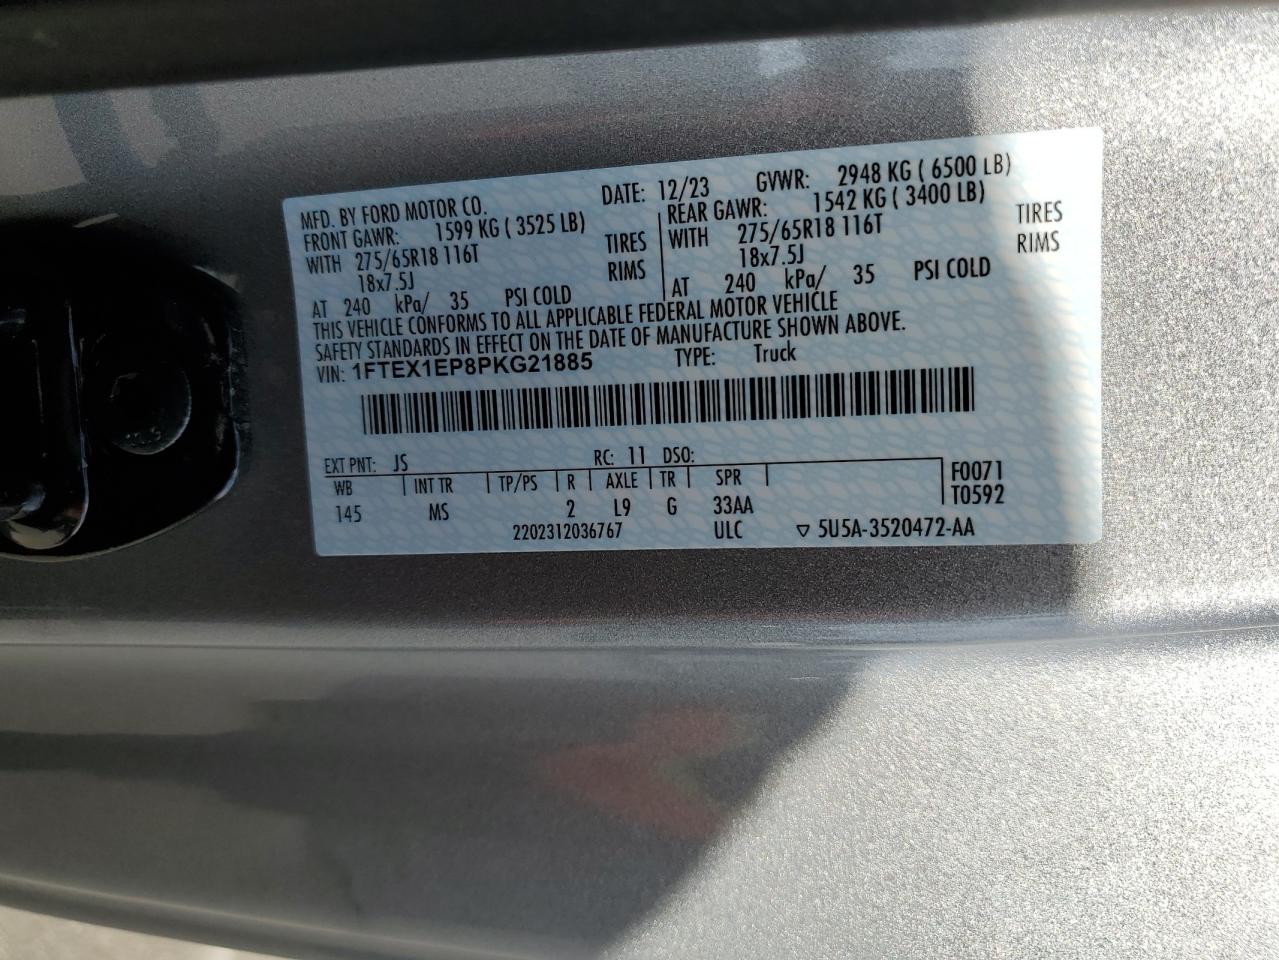 MFD. BY FORD MOTOR CO. DATE: 12/23 GVWR: 2948 KG ( 6500 LB)
FRONT GAWR: 1599 KG ( 3525 LB) REAR GAWR: 1542 KG ( 3400 LB)
WITH 275/65R18 116T TIRES WITH 275/65R18 116T TIRES
18x7.5J RIMS 18x7.5J RIMS
AT 240 kPa/ 35 PSI COLD AT 240 kPa/ 35 PSI COLD
THIS VEHICLE CONFORMS TO ALL APPLICABLE FEDERAL MOTOR VEHICLE
SAFETY STANDARDS IN EFFECT ON THE DATE OF MANUFACTURE SHOWN ABOVE.
VIN: 1FTEX1EP8PKG21885 TYPE: Truck
EXT PNT: JS RC: 11 DSO:
WB INT TR TP/PS R AXLE TR SPR F0071
145 MS 2 L9 G 33AA T0592
2202312036767 ULC ▽ 5U5A-3520472-AA